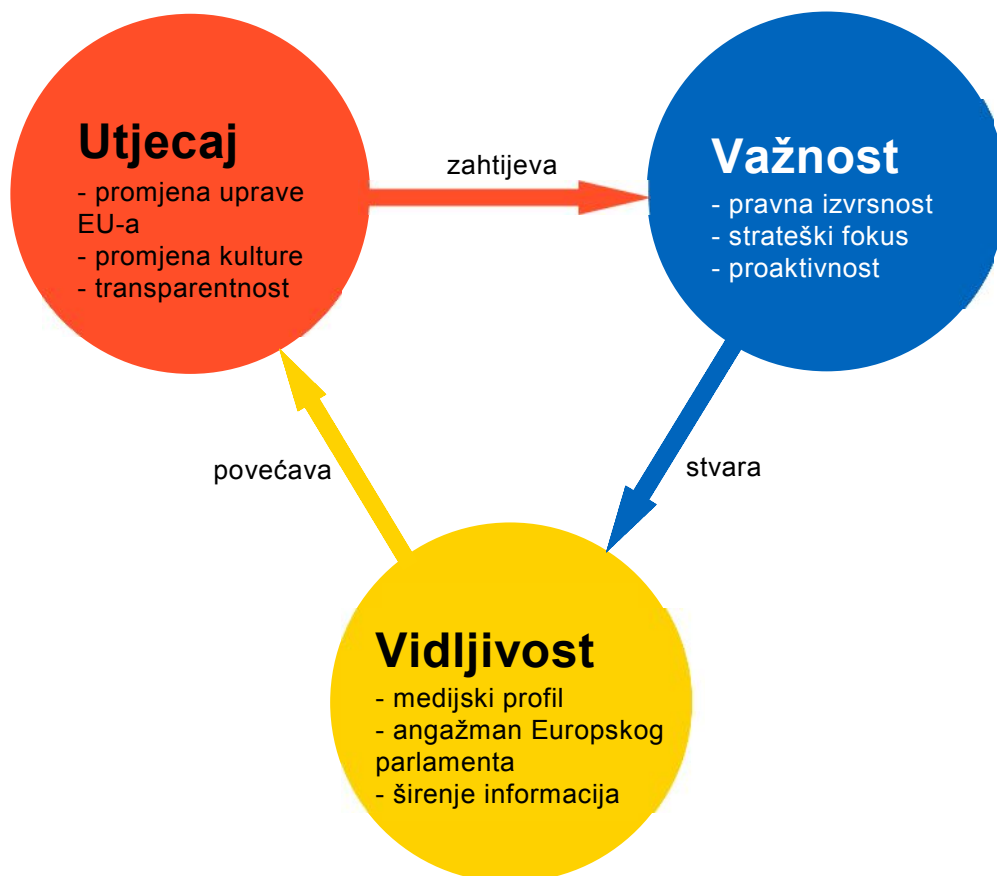 Utjecaj
- promjena uprave
EU-a
- promjena kulture
- transparentnost
zahtijeva
Važnost
- pravna izvrsnost
- strateški fokus
- proaktivnost
povećava
stvara
Vidljivost
- medijski profil
- angažman Europskog
parlamenta
- širenje informacija